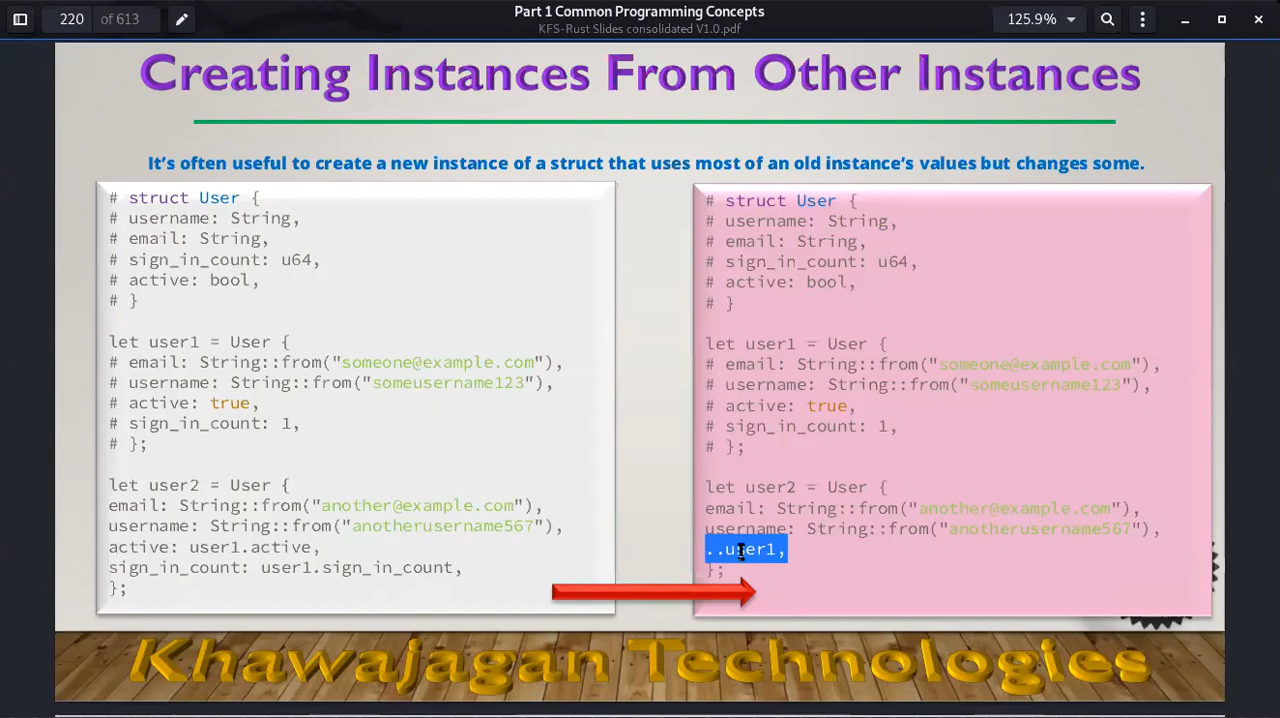 220 of 613
Part 1 Common Programming Concepts
KFS-Rust Slides consolidated V1.0.pdf
125.9%
Creating Instances From Other Instances
It's often useful to create a new instance of a struct that uses most of an old instance's values but changes some.
# struct User {
# username: String,
# email: String,
# sign_in_count: u64,
# active: bool,
# }
let user1 = User {
# email: String::from("someone@example.com"),
# username: String::from("someusername123"),
# active: true,
# sign_in_count: 1,
# };
let user2 = User {
email: String::from("another@example.com"),
username: String::from("anotherusername567"),
active: user1.active,
sign_in_count: user1.sign_in_count,
};
# struct User {
# username: String,
# email: String,
# sign_in_count: u64,
# active: bool,
# }
let user1 = User {
# email: String::from("someone@example.com"),
# username: String::from("someusername123"),
# active: true,
# sign_in_count: 1,
# };
let user2 = User {
email: String::from("another@example.com"),
username: String::from("anotherusername567"),
..user1,
};
Khawajagan Technologies